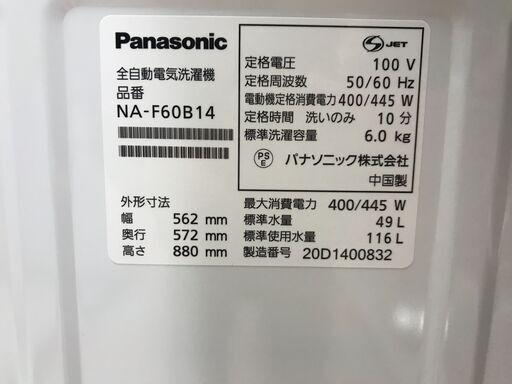 Panasonic
全自動電気洗濯機
品番
NA-F60B14
外形寸法
幅 562 mm
奥行 572 mm
高さ 880 mm
S JET
定格電圧 100 V
定格周波数 50/60 Hz
電動機定格消費電力 400/445 W
定格時間 洗いのみ 10 分
標準洗濯容量 6.0 kg
PS E パナソニック株式会社
中国製
最大消費電力 400/445 W
標準水量 49 L
標準使用水量 116 L
製造番号 20D1400832